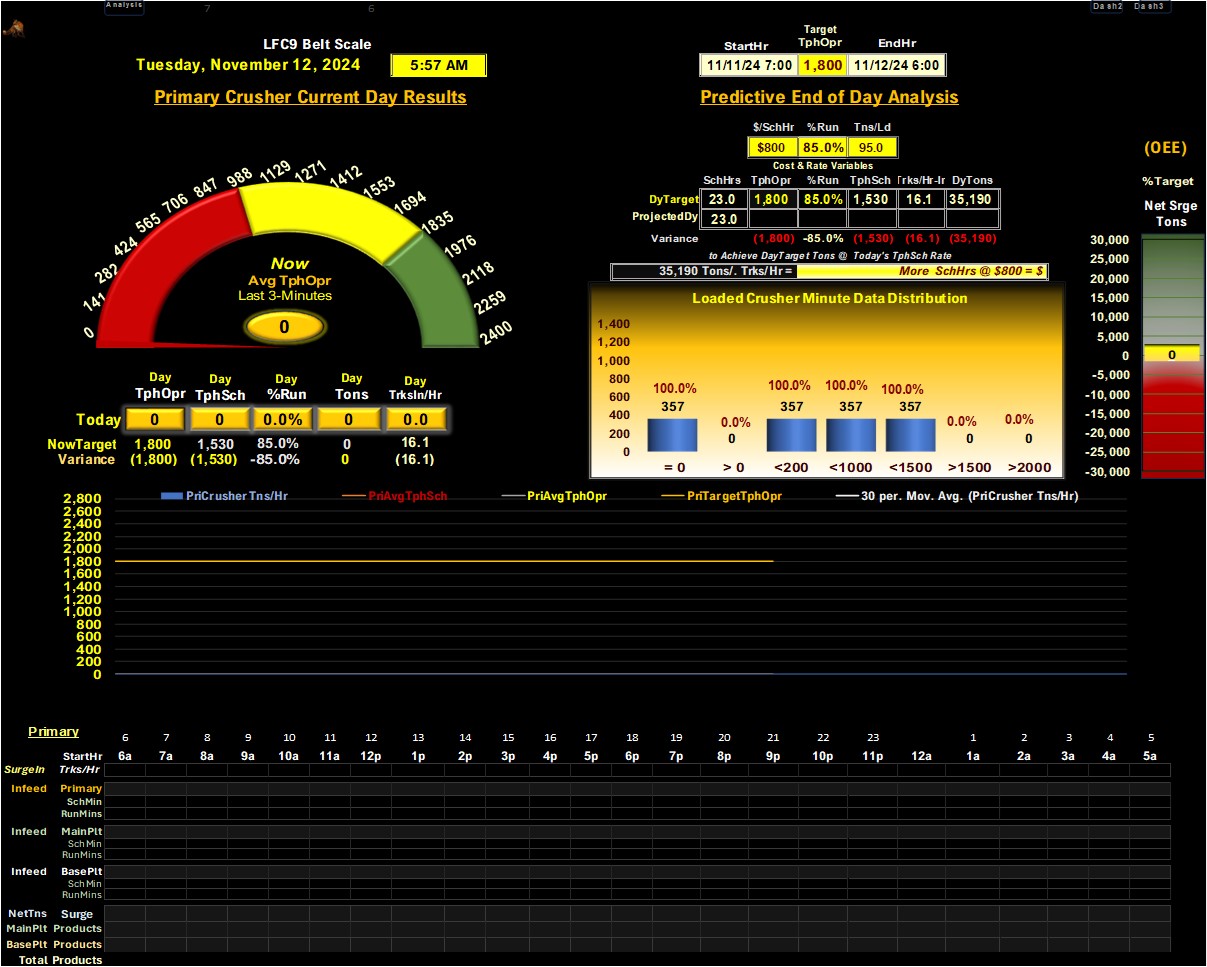 Analysis 7 6 Dash2 Dash3
LFC9 Belt Scale
Tuesday, November 12, 2024 5:57 AM
Primary Crusher Current Day Results
Target
StartHr TphOpr EndHr
11/11/24 7:00 1,800 11/12/24 6:00
Predictive End of Day Analysis
$/SchHr %Run Tns/Ld
$800 85.0% 95.0
Cost & Rate Variables
SchHrs TphOpr %Run TphSch Trks/Hr-Ir DyTons
DyTarget 23.0 1,800 85.0% 1,530 16.1 35,190
ProjectedDy 23.0
Variance (1,800) -85.0% (1,530) (16.1) (35,190)
to Achieve DayTarget Tons @ Today's TphSch Rate
35,190 Tons/. Trks/Hr = More SchHrs @ $800 = $
(OEE)
%Target
Net Srge
Tons
30,000
25,000
20,000
15,000
10,000
5,000
0 0
-5,000
-10,000
-15,000
-20,000
-25,000
-30,000
0 141 282 424 565 706 847 988 1129 1271 1412 1553 1694 1835 1976 2118 2259 2400
Now
Avg TphOpr
Last 3-Minutes
0
Day Day Day Day Day
TphOpr TphSch %Run Tons TrksIn/Hr
Today 0 0 0.0% 0 0.0
NowTarget 1,800 1,530 85.0% 0 16.1
Variance (1,800) (1,530) -85.0% 0 (16.1)
Loaded Crusher Minute Data Distribution
1,400
1,200
1,000
800
600
400
200
0
100.0% 0.0% 100.0% 100.0% 100.0% 0.0% 0.0%
357 0 357 357 357 0 0
= 0 > 0 <200 <1000 <1500 >1500 >2000
PriCrusher Tns/Hr PriAvgTphSch PriAvgTphOpr PriTargetTphOpr 30 per. Mov. Avg. (PriCrusher Tns/Hr)
2,800
2,600
2,400
2,200
2,000
1,800
1,600
1,400
1,200
1,000
800
600
400
200
0
Primary 6 7 8 9 10 11 12 13 14 15 16 17 18 19 20 21 22 23 1 2 3 4 5
StartHr 6a 7a 8a 9a 10a 11a 12p 1p 2p 3p 4p 5p 6p 7p 8p 9p 10p 11p 12a 1a 2a 3a 4a 5a
SurgeIn Trks/Hr
Infeed Primary
SchMin
RunMins
Infeed MainPlt
SchMin
RunMins
Infeed BasePlt
SchMin
RunMins
NetTns Surge
MainPlt Products
BasePlt Products
Total Products